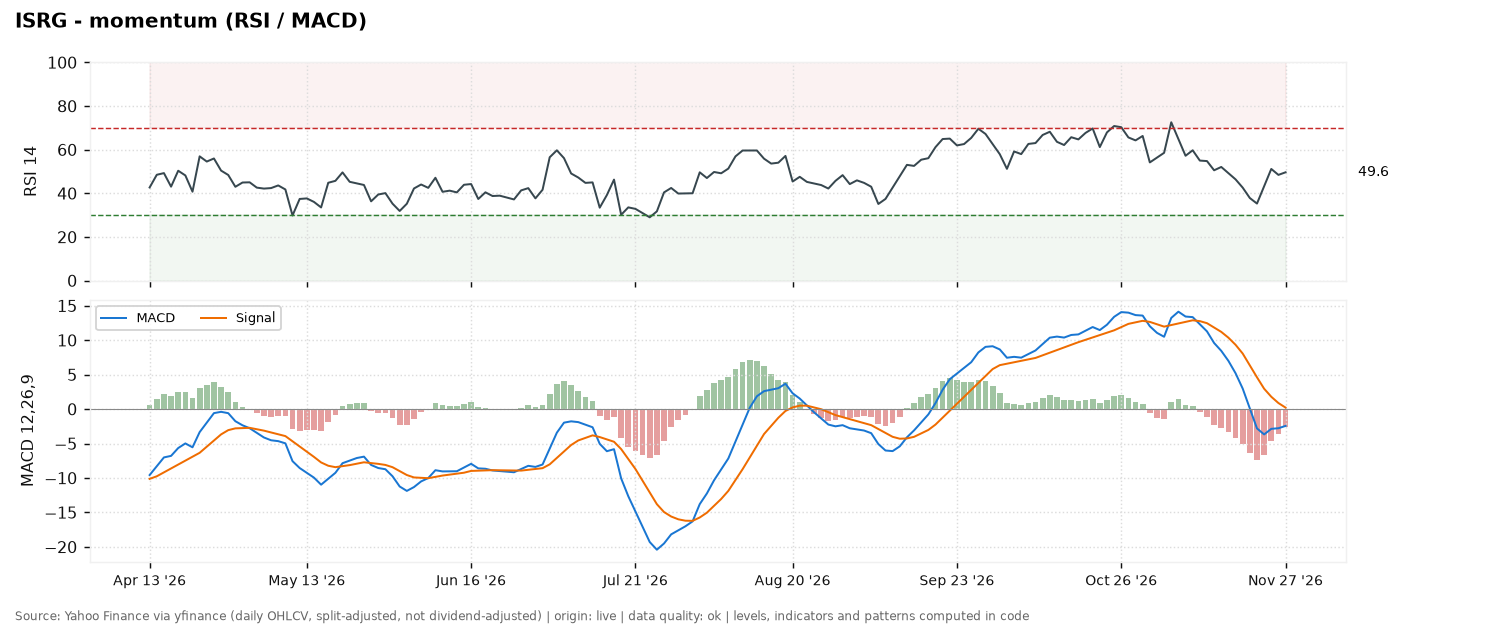 ISRG - momentum (RSI / MACD)
100
80
60
40
20
0
RSI 14
49.6
15
10
5
0
−5
−10
−15
−20
MACD 12,26,9
MACD
Signal
Apr 13 '26
May 13 '26
Jun 16 '26
Jul 21 '26
Aug 20 '26
Sep 23 '26
Oct 26 '26
Nov 27 '26
Source: Yahoo Finance via yfinance (daily OHLCV, split-adjusted, not dividend-adjusted) | origin: live | data quality: ok | levels, indicators and patterns computed in code